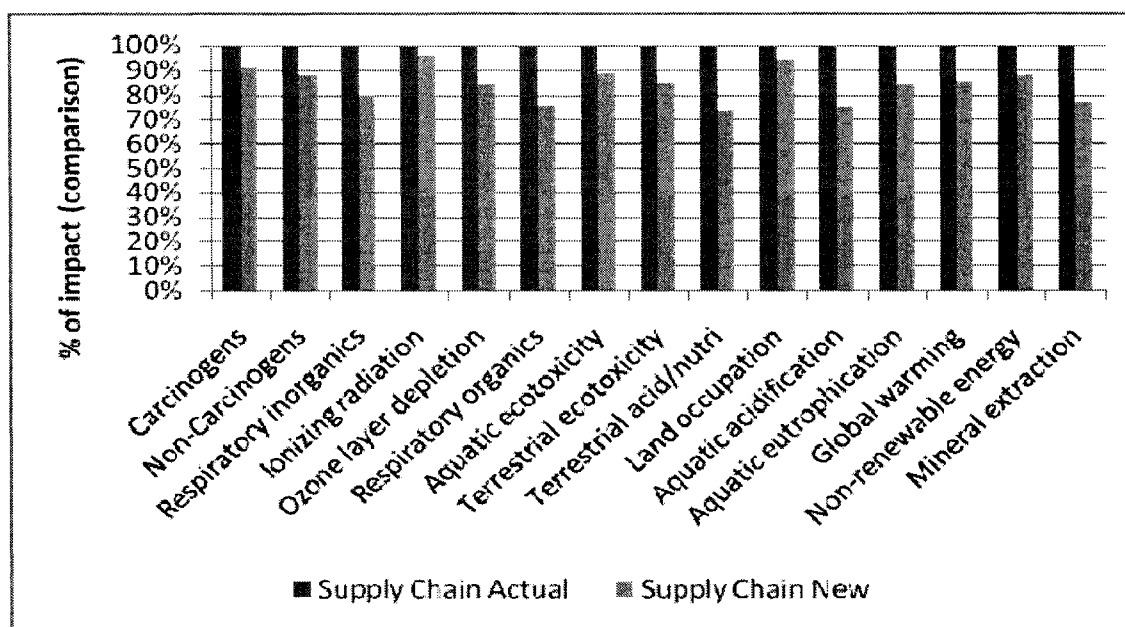 % of impact (comparison)
100%
90%
80%
70%
60%
50%
40%
30%
20%
10%
0%
Carcinogens
Non-Carcinogens
Respiratory inorganics
Ionizing radiation
Ozone layer depletion
Respiratory organics
Aquatic ecotoxicity
Terrestrial ecotoxicity
Terrestrial acid/nutri
Land occupation
Aquatic acidification
Aquatic eutrophication
Global warming
Non-renewable energy
Mineral extraction
Supply Chain Actual
Supply Chain New